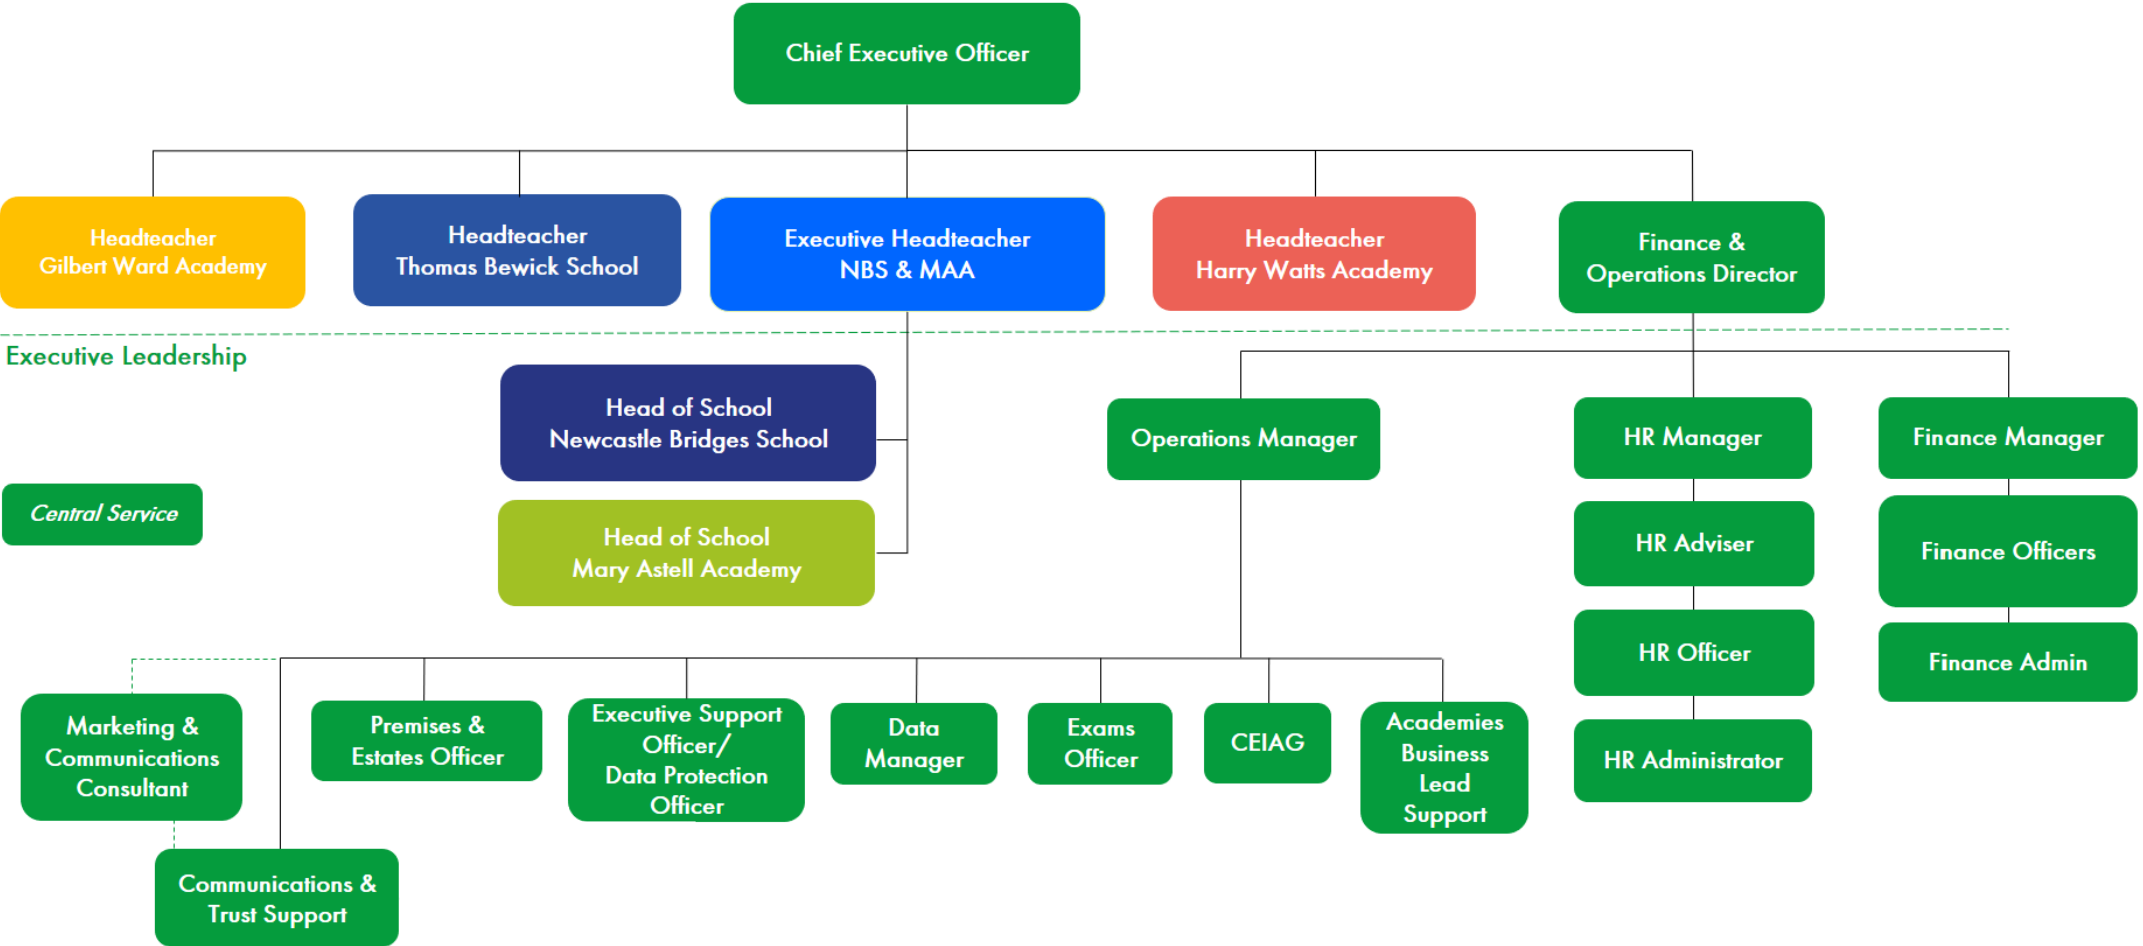 Chief Executive Officer
Headteacher
Gilbert Ward Academy
Headteacher
Thomas Bewick School
Executive Headteacher
NBS & MAA
Headteacher
Harry Watts Academy
Finance &
Operations Director
Executive Leadership
Head of School
Newcastle Bridges School
Operations Manager
HR Manager
Finance Manager
Central Service
Head of School
Mary Astell Academy
HR Adviser
Finance Officers
HR Officer
Finance Admin
Marketing &
Communications
Consultant
Premises &
Estates Officer
Executive Support
Officer/
Data Protection
Officer
Data
Manager
Exams
Officer
CEIAG
Academies
Business
Lead
Support
HR Administrator
Communications &
Trust Support